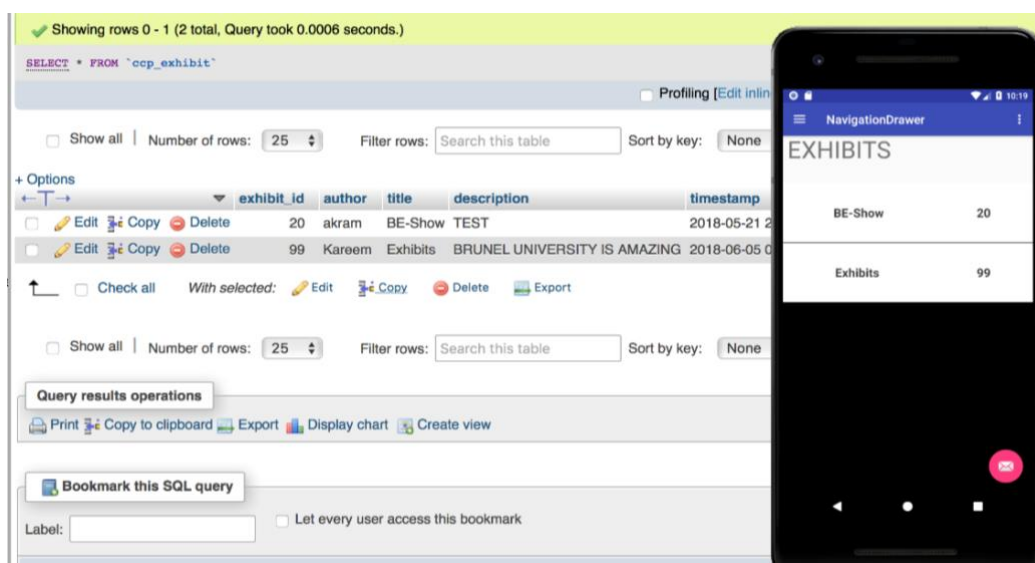 Showing rows 0 - 1 (2 total, Query took 0.0006 seconds.)
SELECT * FROM `ccp_exhibit`
Profiling [Edit inlin
Show all | Number of rows: 25 Filter rows: Search this table Sort by key: None
+ Options
exhibit_id author title description timestamp
Edit Copy Delete 20 akram BE-Show TEST 2018-05-21 2
Edit Copy Delete 99 Kareem Exhibits BRUNEL UNIVERSITY IS AMAZING 2018-06-05 0
Check all With selected: Edit Copy Delete Export
Show all | Number of rows: 25 Filter rows: Search this table Sort by key: None
Query results operations
Print Copy to clipboard Export Display chart Create view
Bookmark this SQL query
Label: Let every user access this bookmark
10:19
NavigationDrawer
EXHIBITS
BE-Show 20
Exhibits 99